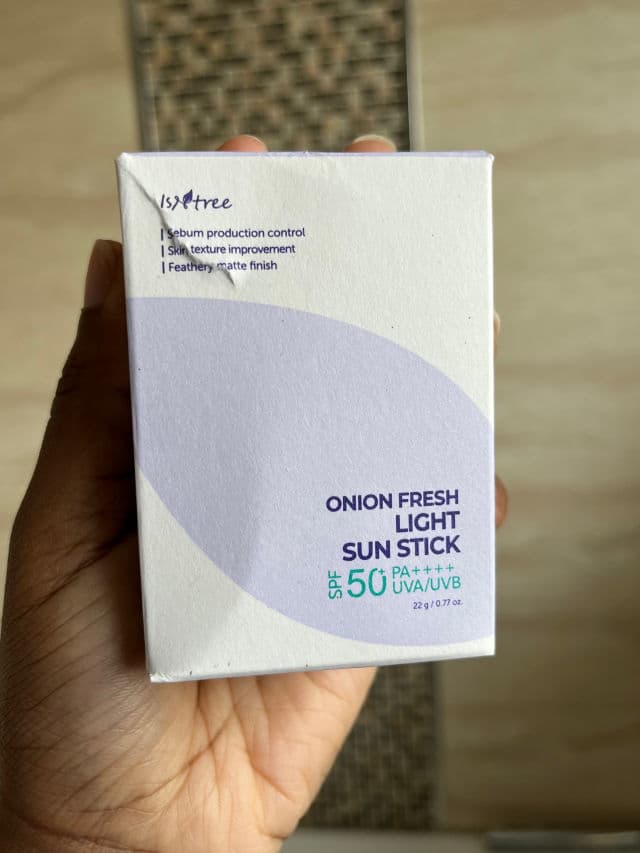 Isntree
| Sebum production control
| Skin texture improvement
| Feathery matte finish
ONION FRESH
LIGHT
SUN STICK
SPF 50+ PA++++
UVA/UVB
22 g / 0.77 oz.